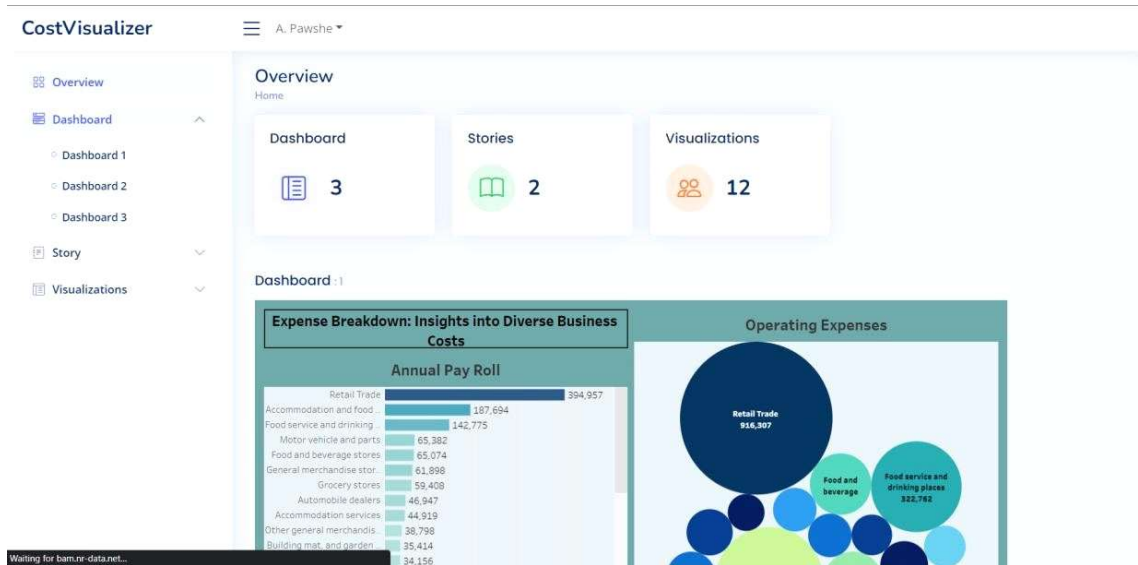 CostVisualizer
A. Pawshe
Overview
Dashboard
Dashboard 1
Dashboard 2
Dashboard 3
Story
Visualizations
Overview
Home
Dashboard
3
Stories
2
Visualizations
12
Dashboard : 1
Expense Breakdown: Insights into Diverse Business
Costs
Annual Pay Roll
Retail Trade 394,957
Accommodation and food .. 187,694
Food service and drinking .. 142,775
Motor vehicle and parts 65,382
Food and beverage stores 65,074
General merchandise stor.. 61,898
Grocery stores 59,408
Automobile dealers 46,947
Accommodation services 44,919
Other general merchandis.. 38,798
Building mat. and garden .. 35,414
34,156
Operating Expenses
Retail Trade
916,307
Food and
beverage
Food service and
drinking places
322,762
Waiting for bam.nr-data.net...